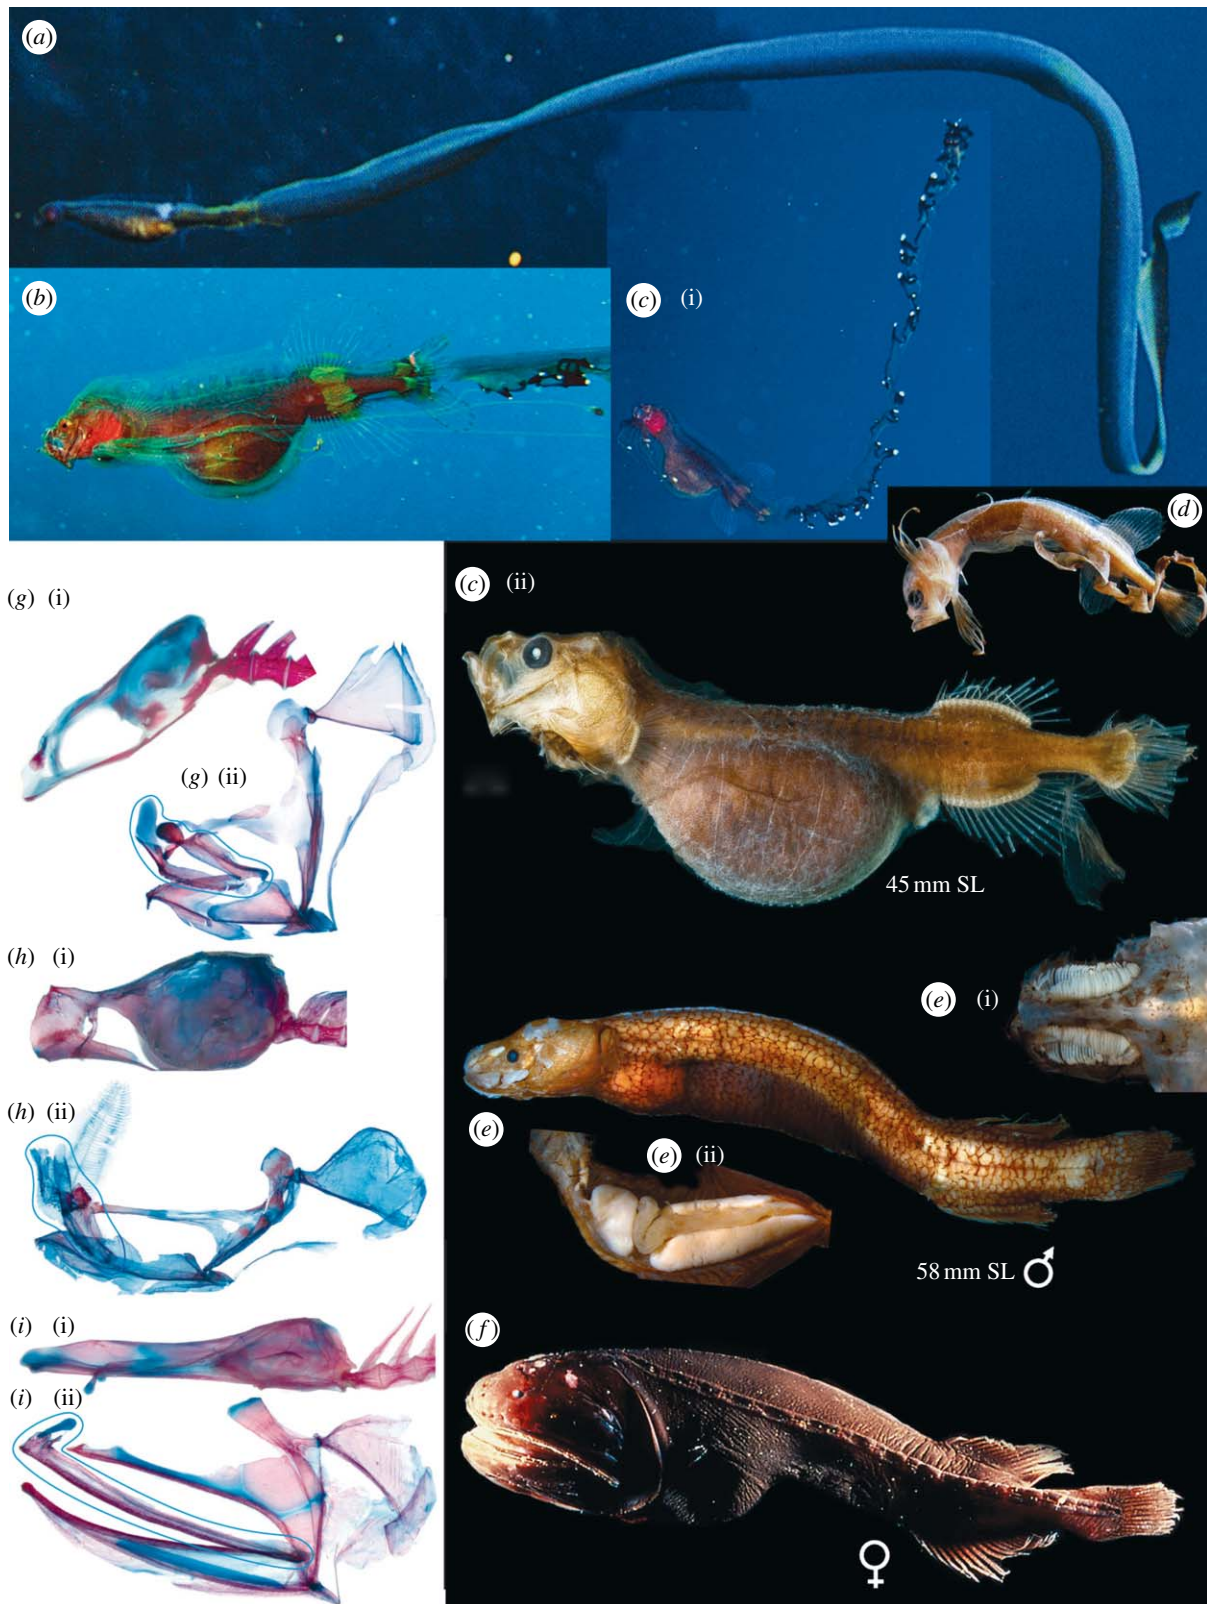 (a)
(b)
(c) (i)
(d)
(g) (i)
(c) (ii)
(g) (ii)
45 mm SL
(h) (i)
(e) (i)
(h) (ii)
(e)
(e) (ii)
58 mm SL ♂
(i) (i)
(f)
(i) (ii)
♀